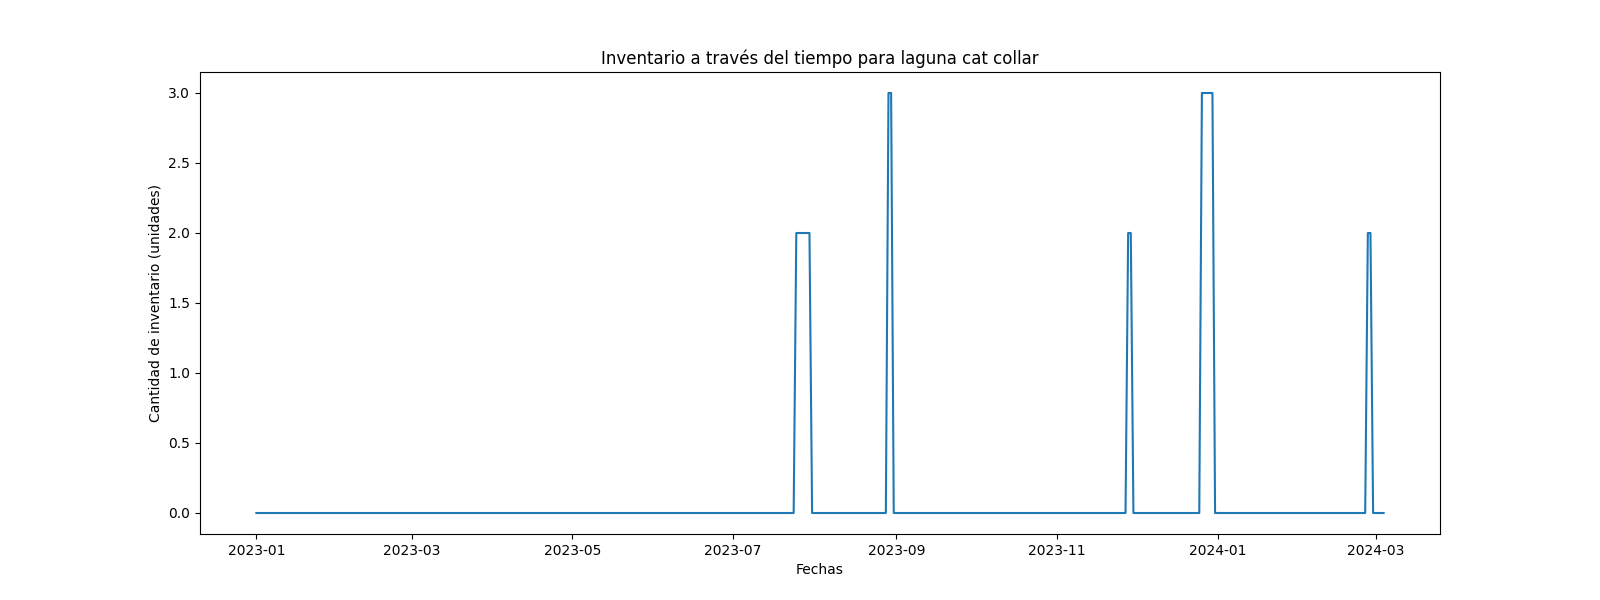 Inventario a través del tiempo para laguna cat collar
Cantidad de inventario (unidades)
3.0
2.5
2.0
1.5
1.0
0.5
0.0
2023-01 2023-03 2023-05 2023-07 2023-09 2023-11 2024-01 2024-03
Fechas